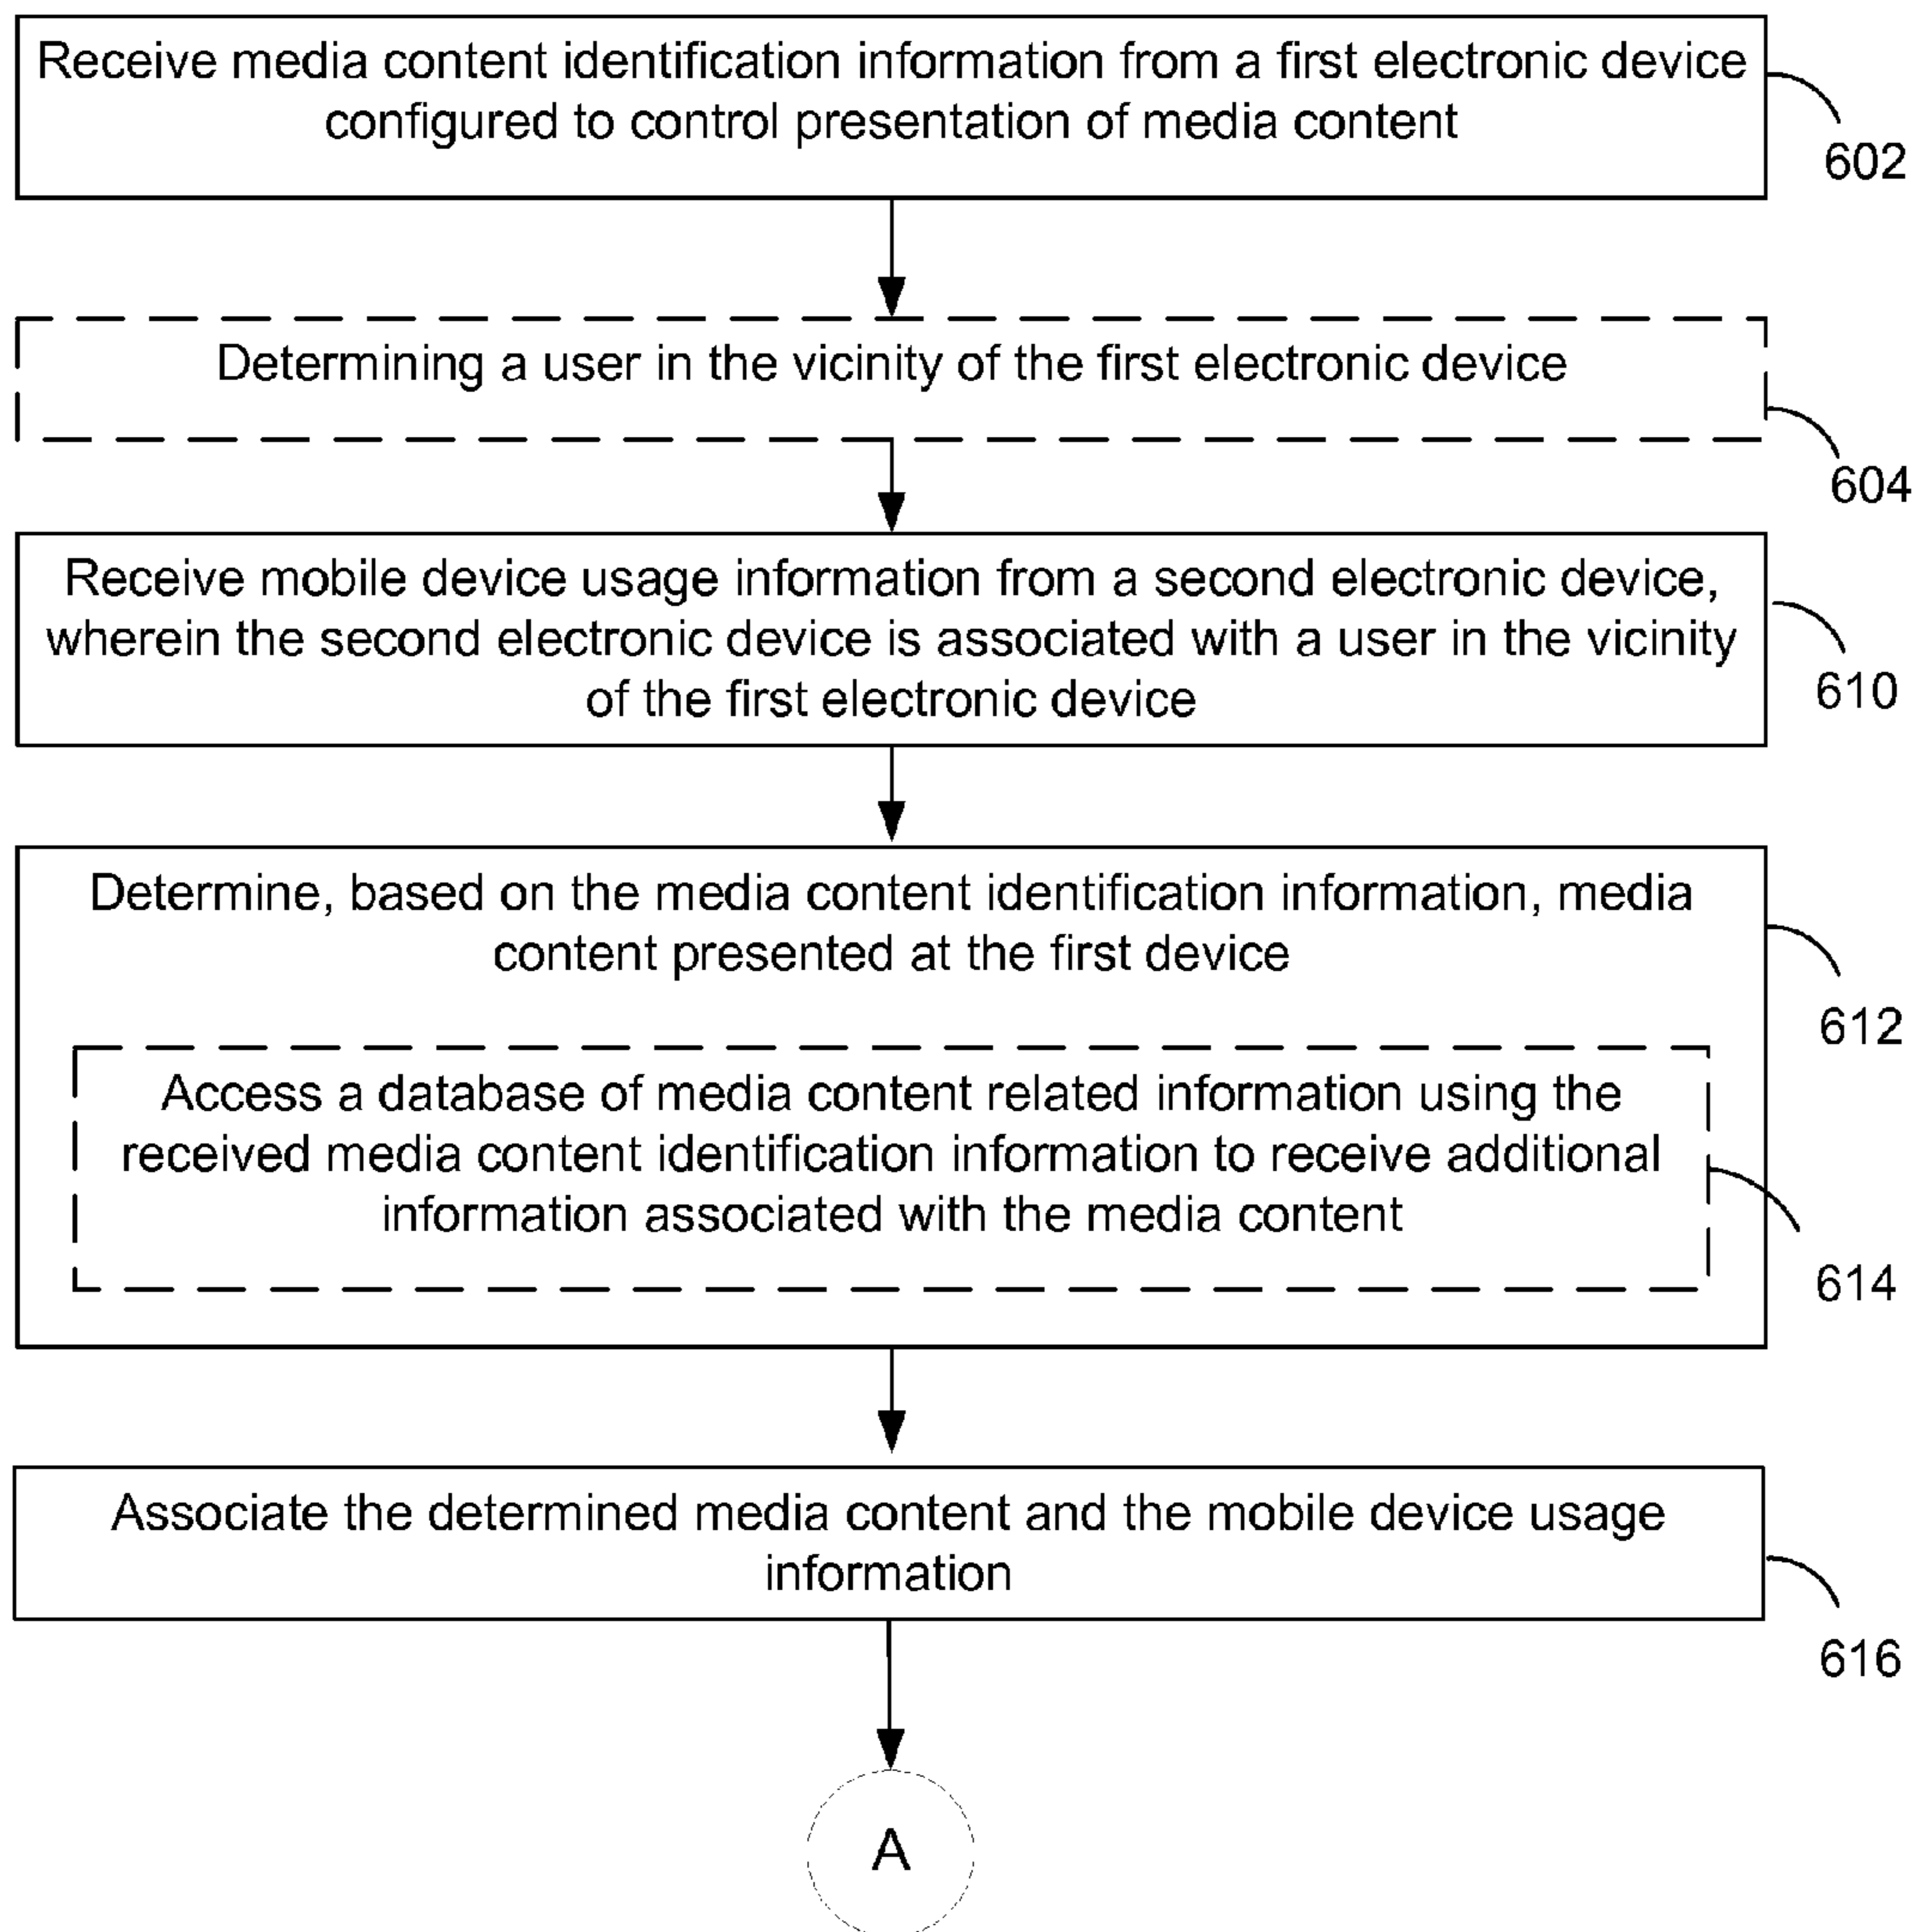 Receive media content identification information from a first electronic device
configured to control presentation of media content
602
Determining a user in the vicinity of the first electronic device
604
Receive mobile device usage information from a second electronic device,
wherein the second electronic device is associated with a user in the vicinity
of the first electronic device
610
Determine, based on the media content identification information, media
content presented at the first device
612
Access a database of media content related information using the
received media content identification information to receive additional
information associated with the media content
614
Associate the determined media content and the mobile device usage
information
616
A